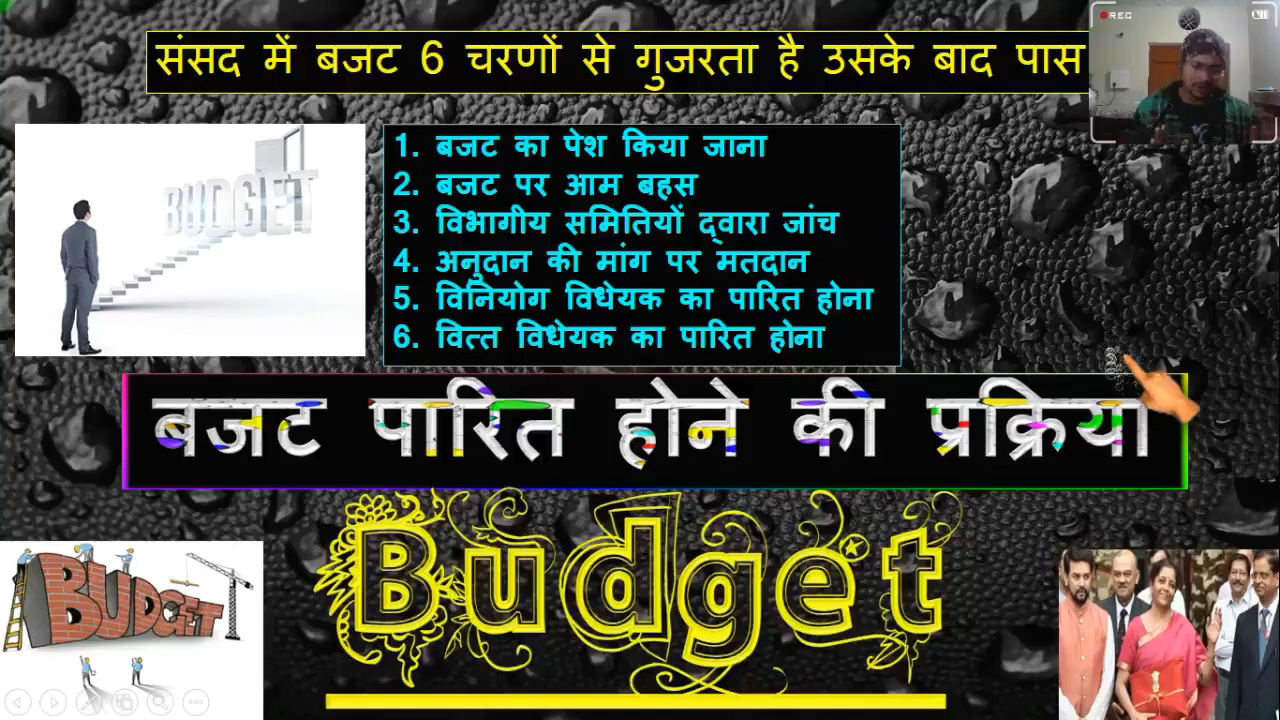 संसद में बजट 6 चरणों से गुजरता है उसके बाद पास
REC
1. बजट का पेश किया जाना
2. बजट पर आम बहस
3. विभागीय समितियों द्वारा जांच
4. अनुदान की मांग पर मतदान
5. विनियोग विधेयक का पारित होना
6. वित्त विधेयक का पारित होना
BUDGET
बजट पारित होने की प्रक्रिया
Budget
BUDGET